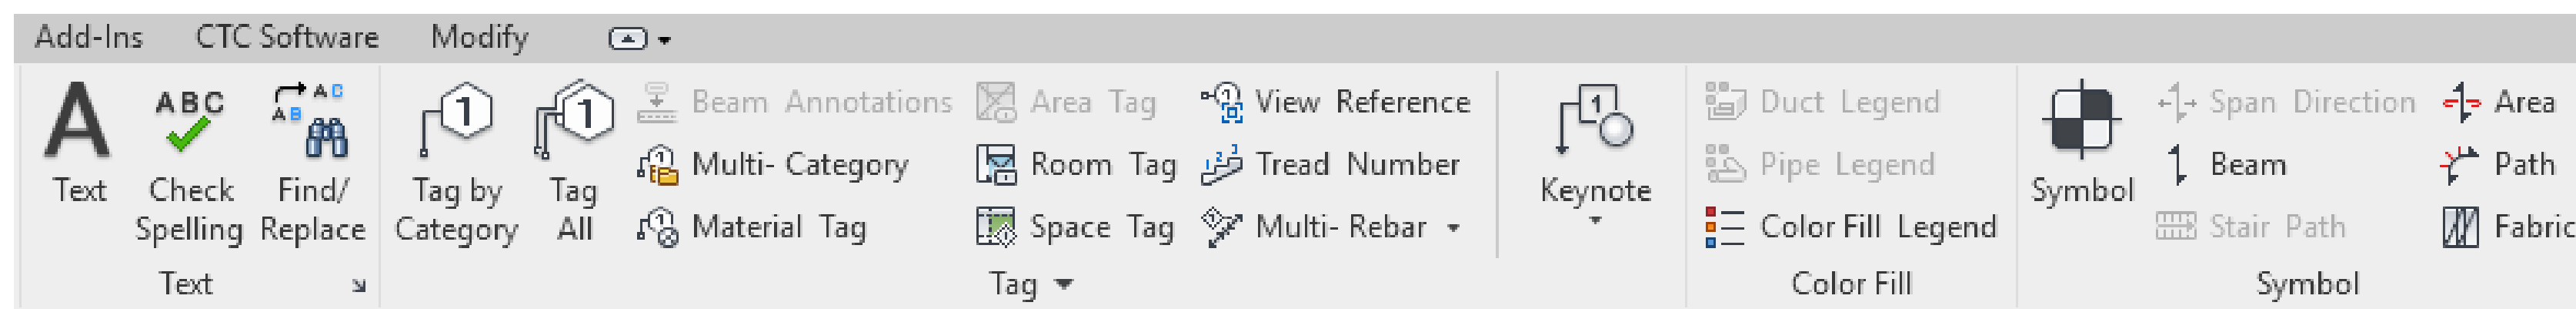 Add-Ins CTC Software Modify
Text
Check
Spelling
Find/
Replace
Text
Tag by
Category
Tag
All
Beam Annotations
Multi- Category
Material Tag
Area Tag
Room Tag
Space Tag
View Reference
Tread Number
Multi- Rebar
Keynote
Tag
Duct Legend
Pipe Legend
Color Fill Legend
Color Fill
Symbol
Span Direction
Beam
Stair Path
Area
Path
Fabric
Symbol